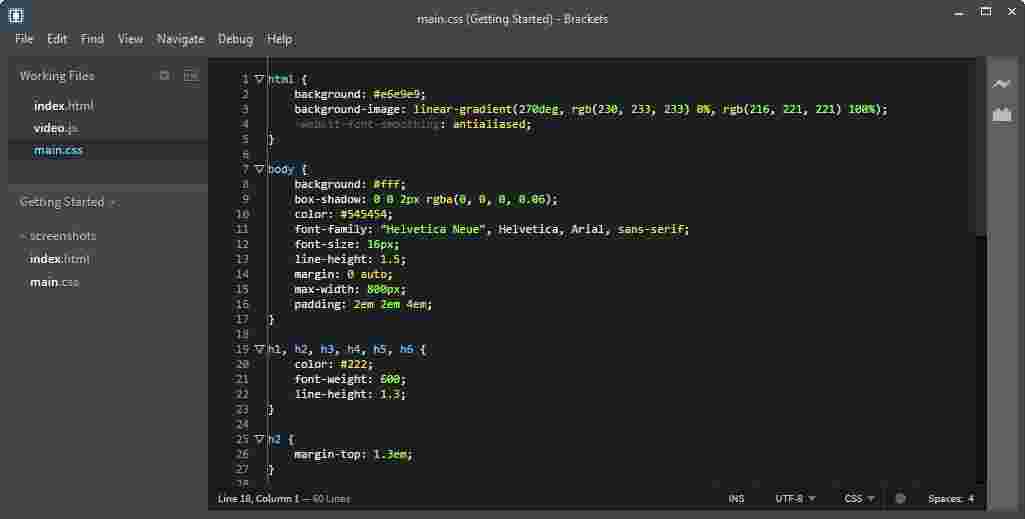 main.css (Getting Started) - Brackets
File Edit Find View Navigate Debug Help
Working Files
index.html
video.js
main.css
Getting Started
screenshots
index.html
main.css
1 html {
2 background: #e6e9e9;
3 background-image: linear-gradient(270deg, rgb(230, 233, 233) 0%, rgb(216, 221, 221) 100%);
4 -webkit-font-smoothing: antialiased;
5 }
6
7 body {
8 background: #fff;
9 box-shadow: 0 0 2px rgba(0, 0, 0, 0.06);
10 color: #545454;
11 font-family: "Helvetica Neue", Helvetica, Arial, sans-serif;
12 font-size: 16px;
13 line-height: 1.5;
14 margin: 0 auto;
15 max-width: 800px;
16 padding: 2em 2em 4em;
17 }
18
19 h1, h2, h3, h4, h5, h6 {
20 color: #222;
21 font-weight: 600;
22 line-height: 1.3;
23 }
24
25 h2 {
26 margin-top: 1.3em;
27 }
28
Line 18, Column 1 — 60 Lines INS UTF-8 CSS Spaces: 4